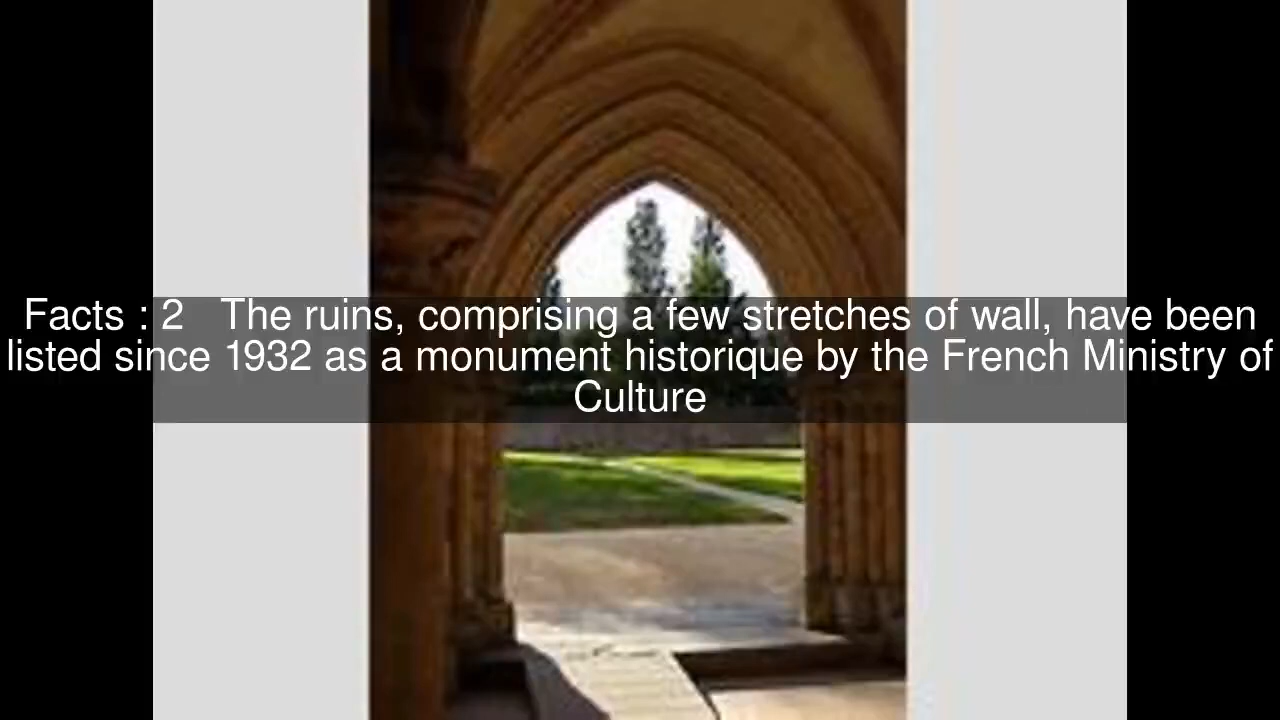 Facts : 2   The ruins, comprising a few stretches of wall, have been
listed since 1932 as a monument historique by the French Ministry of
Culture